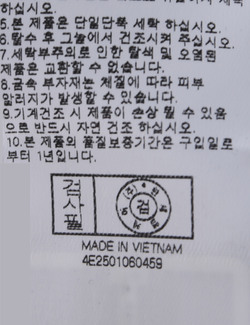 하십시오.
5.본 제품은 단일단독 세탁 하십시오.
6.탈수 후 그늘에서 건조시켜 주십시오.
7.세탁부주의로 인한 탈색 및 오염된
제품은 교환할 수 없습니다.
8.금속 부자재는 체질에 따라 피부
알러지가 발생할 수 있습니다.
9.기계건조 시 제품이 손상 될 수 있음
으로 반드시 자연 건조 하십시오.
10.본 제품의 품질보증기간은 구입일로
부터 1년입니다.
검사필
검
MADE IN VIETNAM
4E2501060459